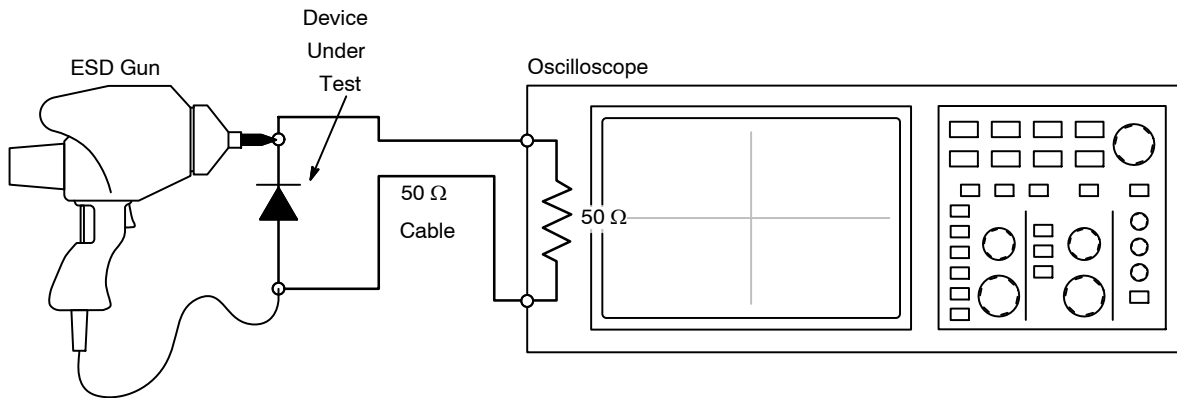 Device
Under
Test
ESD Gun
Oscilloscope
50 Ω
Cable
50 Ω